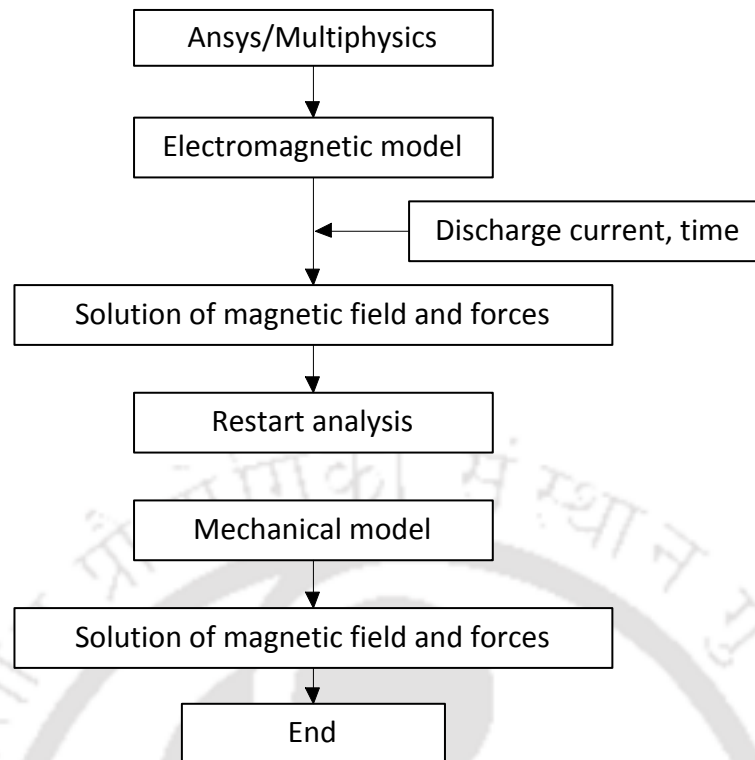 Ansys/Multiphysics
Electromagnetic model
Discharge current, time
Solution of magnetic field and forces
Restart analysis
Mechanical model
Solution of magnetic field and forces
End